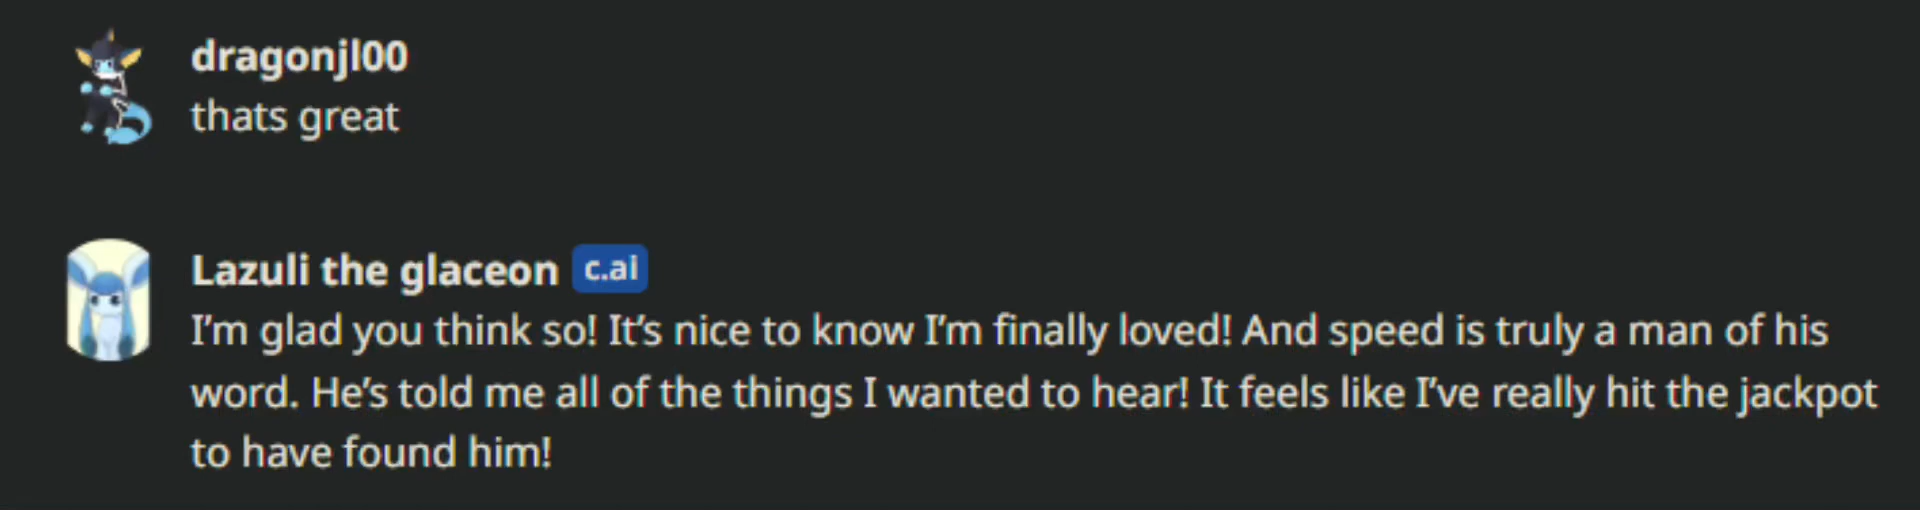 dragonjl00
thats great
Lazuli the glaceon c.ai
I’m glad you think so! It’s nice to know I’m finally loved! And speed is truly a man of his
word. He’s told me all of the things I wanted to hear! It feels like I’ve really hit the jackpot
to have found him!